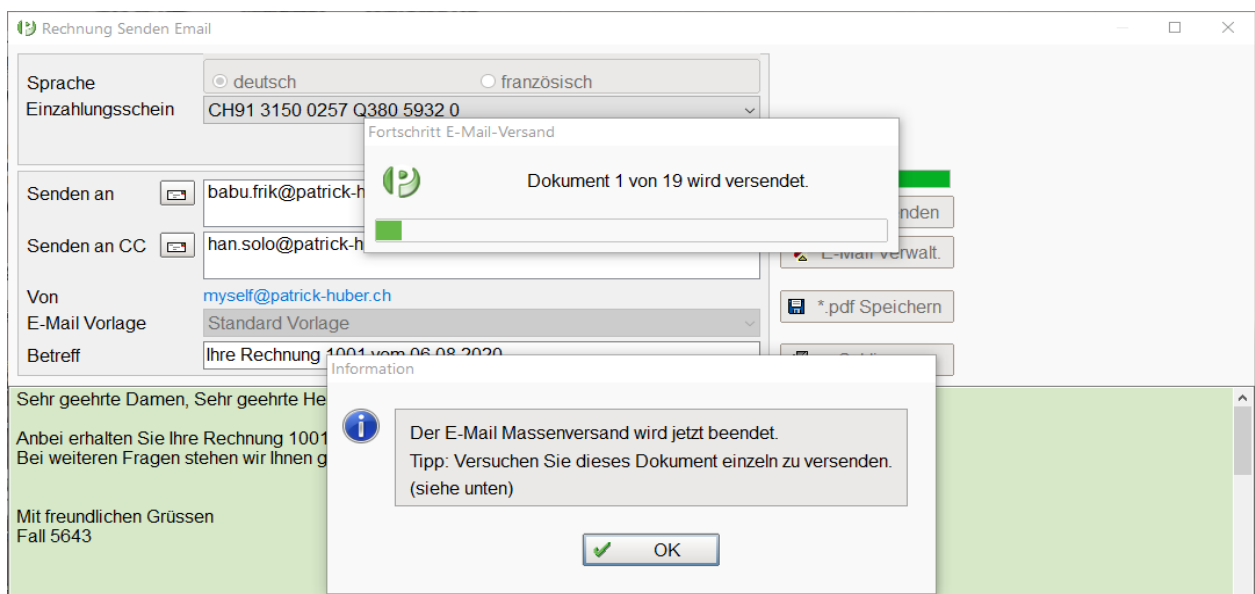 Rechnung Senden Email
Sprache
deutsch
französisch
Einzahlungsschein
CH91 3150 0257 Q380 5932 0
Fortschritt E-Mail-Versand
Dokument 1 von 19 wird versendet.
Senden an
babu.frik@patrick-h
nden
Senden an CC
han.solo@patrick-h
E-Mail Verwalt.
Von
myself@patrick-huber.ch
*.pdf Speichern
E-Mail Vorlage
Standard Vorlage
Betreff
Ihre Rechnung 1001 vom 06.08.2020
Information
Sehr geehrte Damen, Sehr geehrte He
Anbei erhalten Sie Ihre Rechnung 1001
Bei weiteren Fragen stehen wir Ihnen g
Mit freundlichen Grüssen
Fall 5643
Der E-Mail Massenversand wird jetzt beendet.
Tipp: Versuchen Sie dieses Dokument einzeln zu versenden.
(siehe unten)
OK